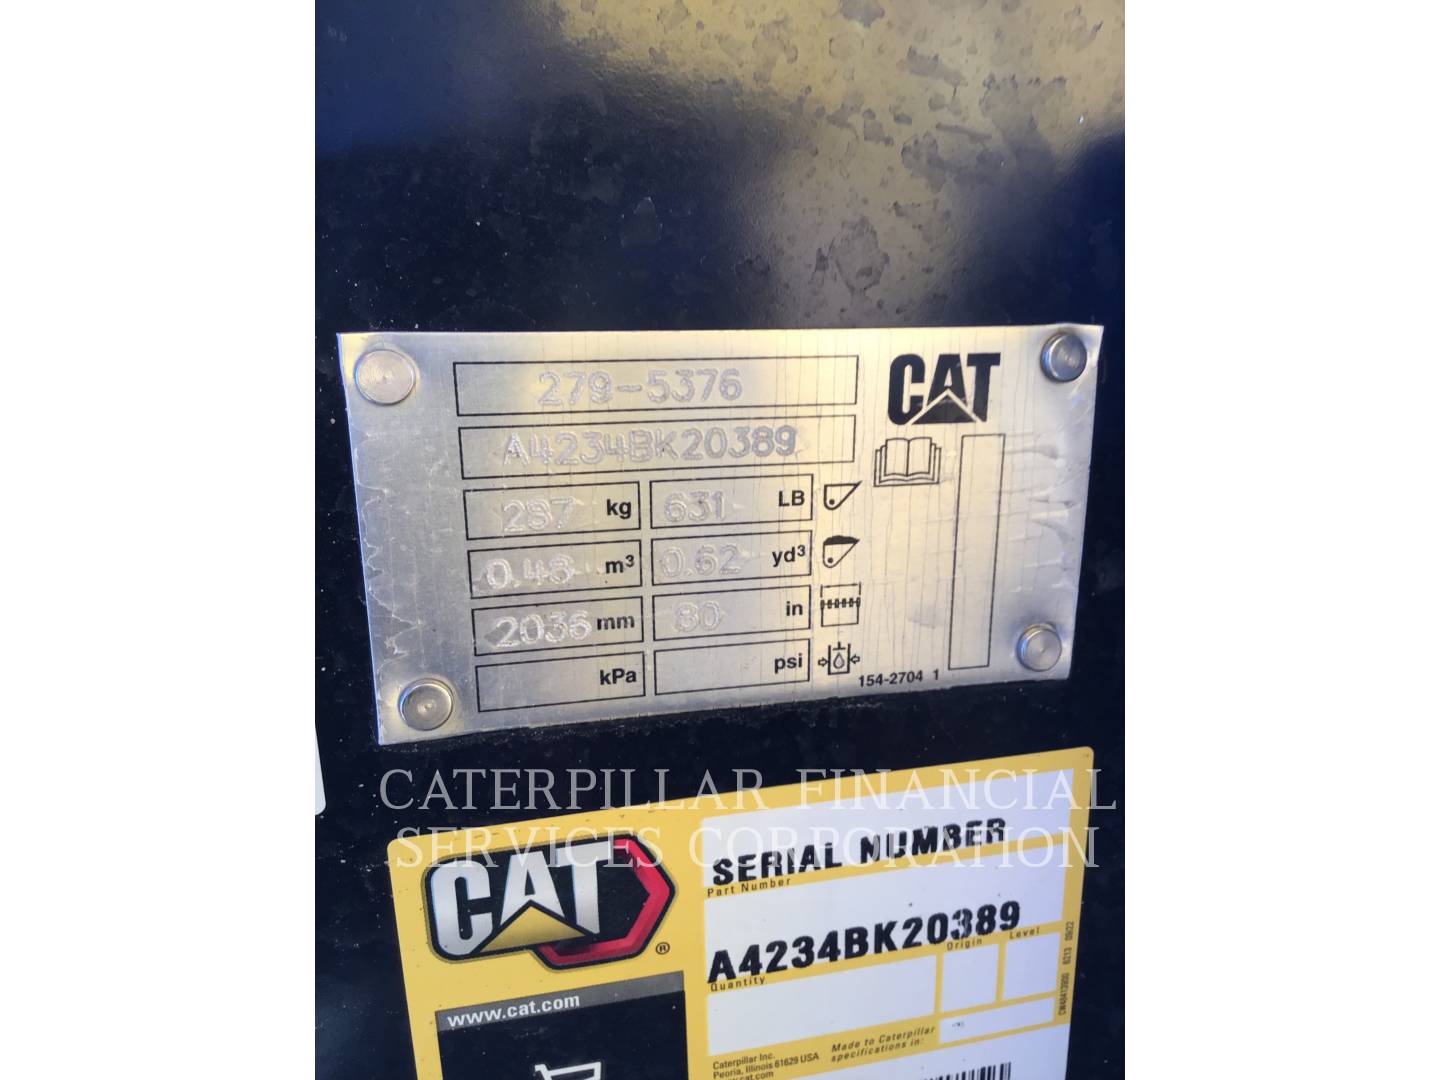 CAT
279-5376
A4234BK20389
287 kg 631 LB
0.48 m³ 0.62 yd³
2036 mm 80 in
kPa psi
154-2704 1
CATERPILLAR FINANCIAL
SERVICES CORPORATION
CAT®
www.cat.com
SERIAL NUMBER
Part Number
A4234BK20389
Origin Level
Quantity
Made to Caterpillar
specifications in:
Caterpillar Inc.
Peoria, Illinois 61629 USA